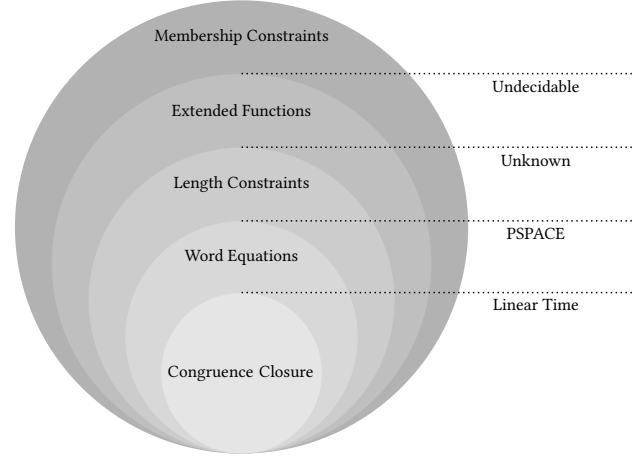 Membership Constraints
Undecidable
Extended Functions
Unknown
Length Constraints
PSPACE
Word Equations
Linear Time
Congruence Closure